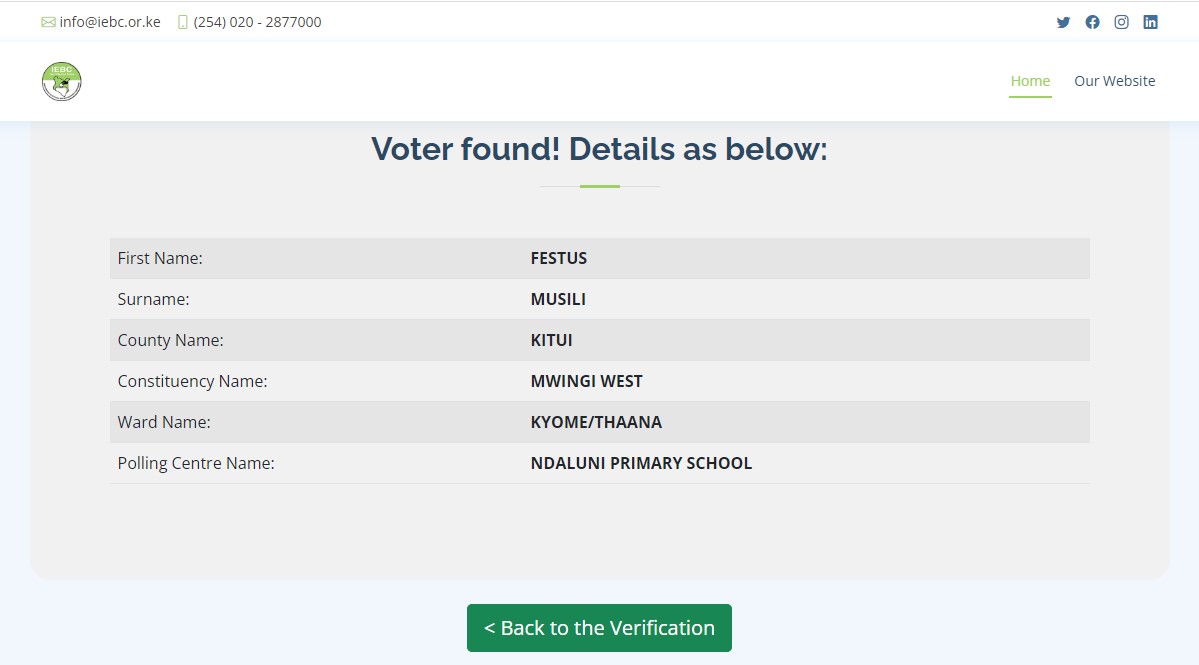 info@iebc.or.ke (254) 020 - 2877000
IEBC
Home Our Website
Voter found! Details as below:
First Name: FESTUS
Surname: MUSILI
County Name: KITUI
Constituency Name: MWINGI WEST
Ward Name: KYOME/THAANA
Polling Centre Name: NDALUNI PRIMARY SCHOOL
< Back to the Verification